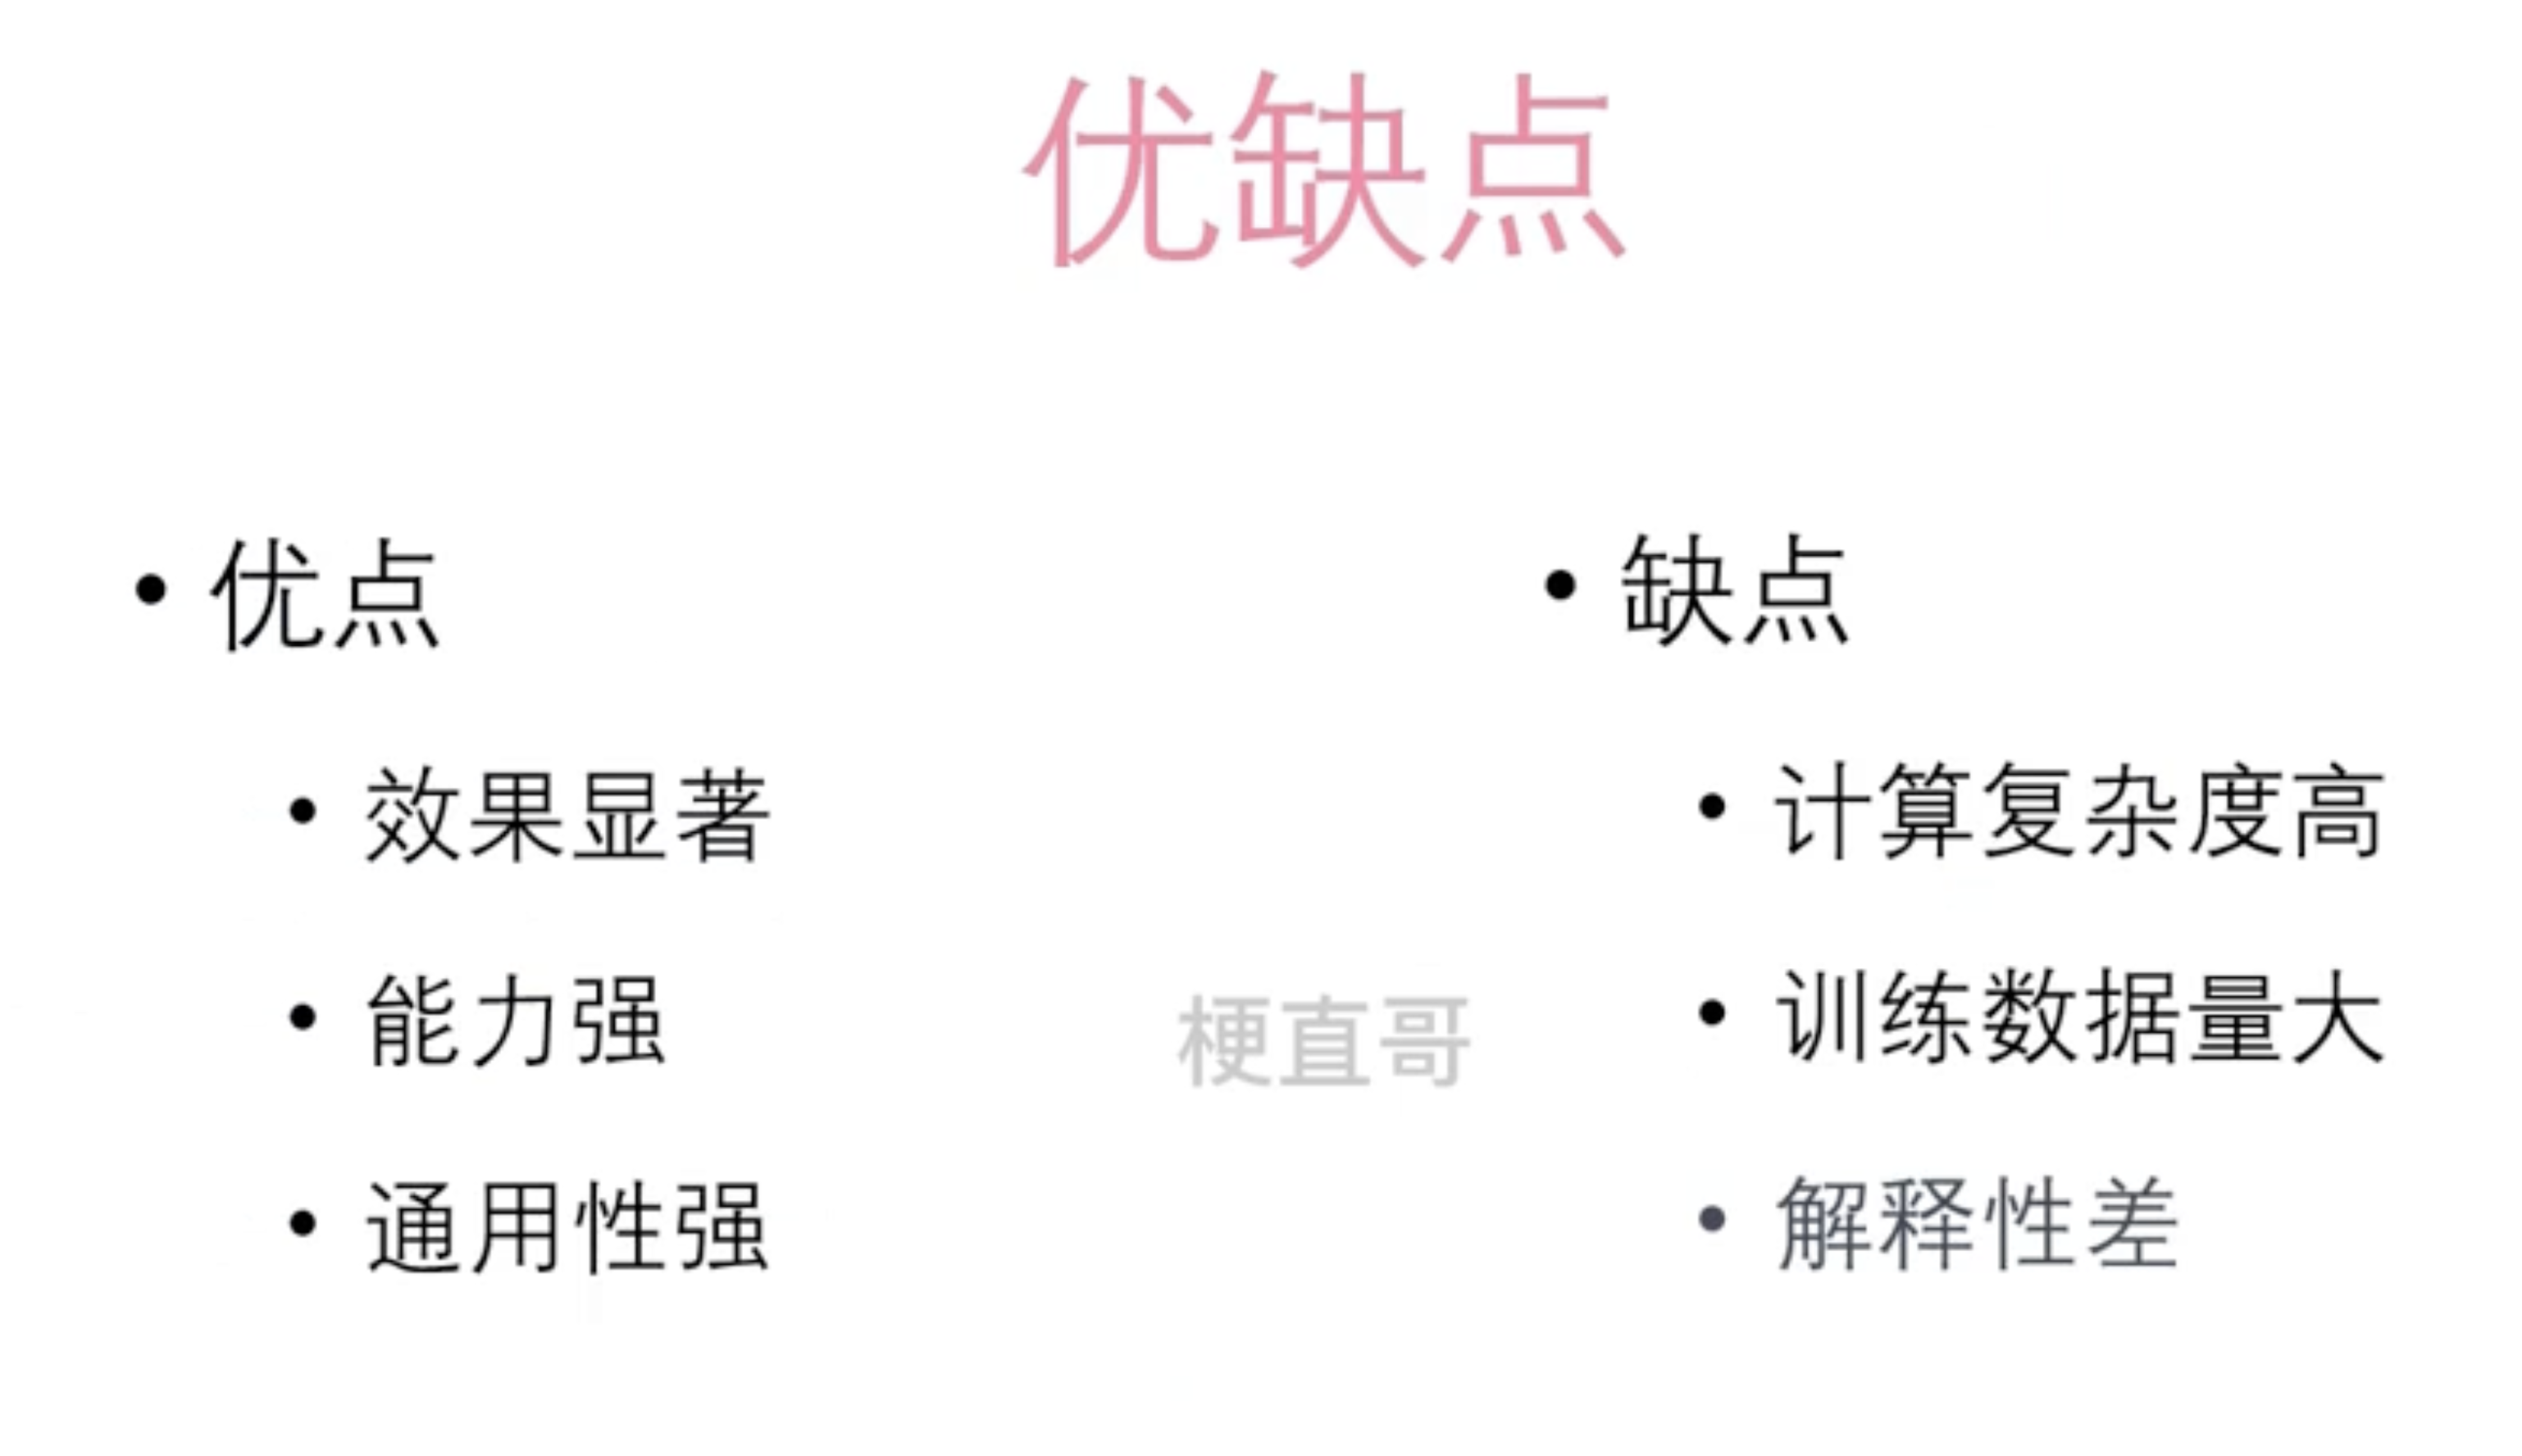 优缺点
• 优点
• 效果显著
• 能力强
• 通用性强
• 缺点
• 计算复杂度高
• 训练数据量大
• 解释性差
梗直哥